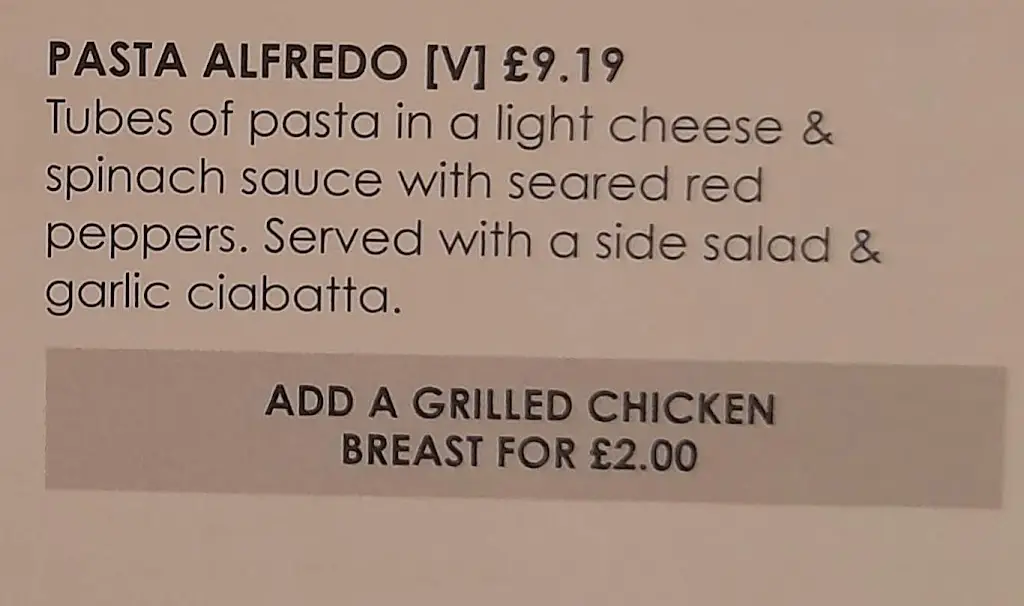 PASTA ALFREDO [V] £9.19
Tubes of pasta in a light cheese &
spinach sauce with seared red
peppers. Served with a side salad &
garlic ciabatta.
ADD A GRILLED CHICKEN
BREAST FOR £2.00